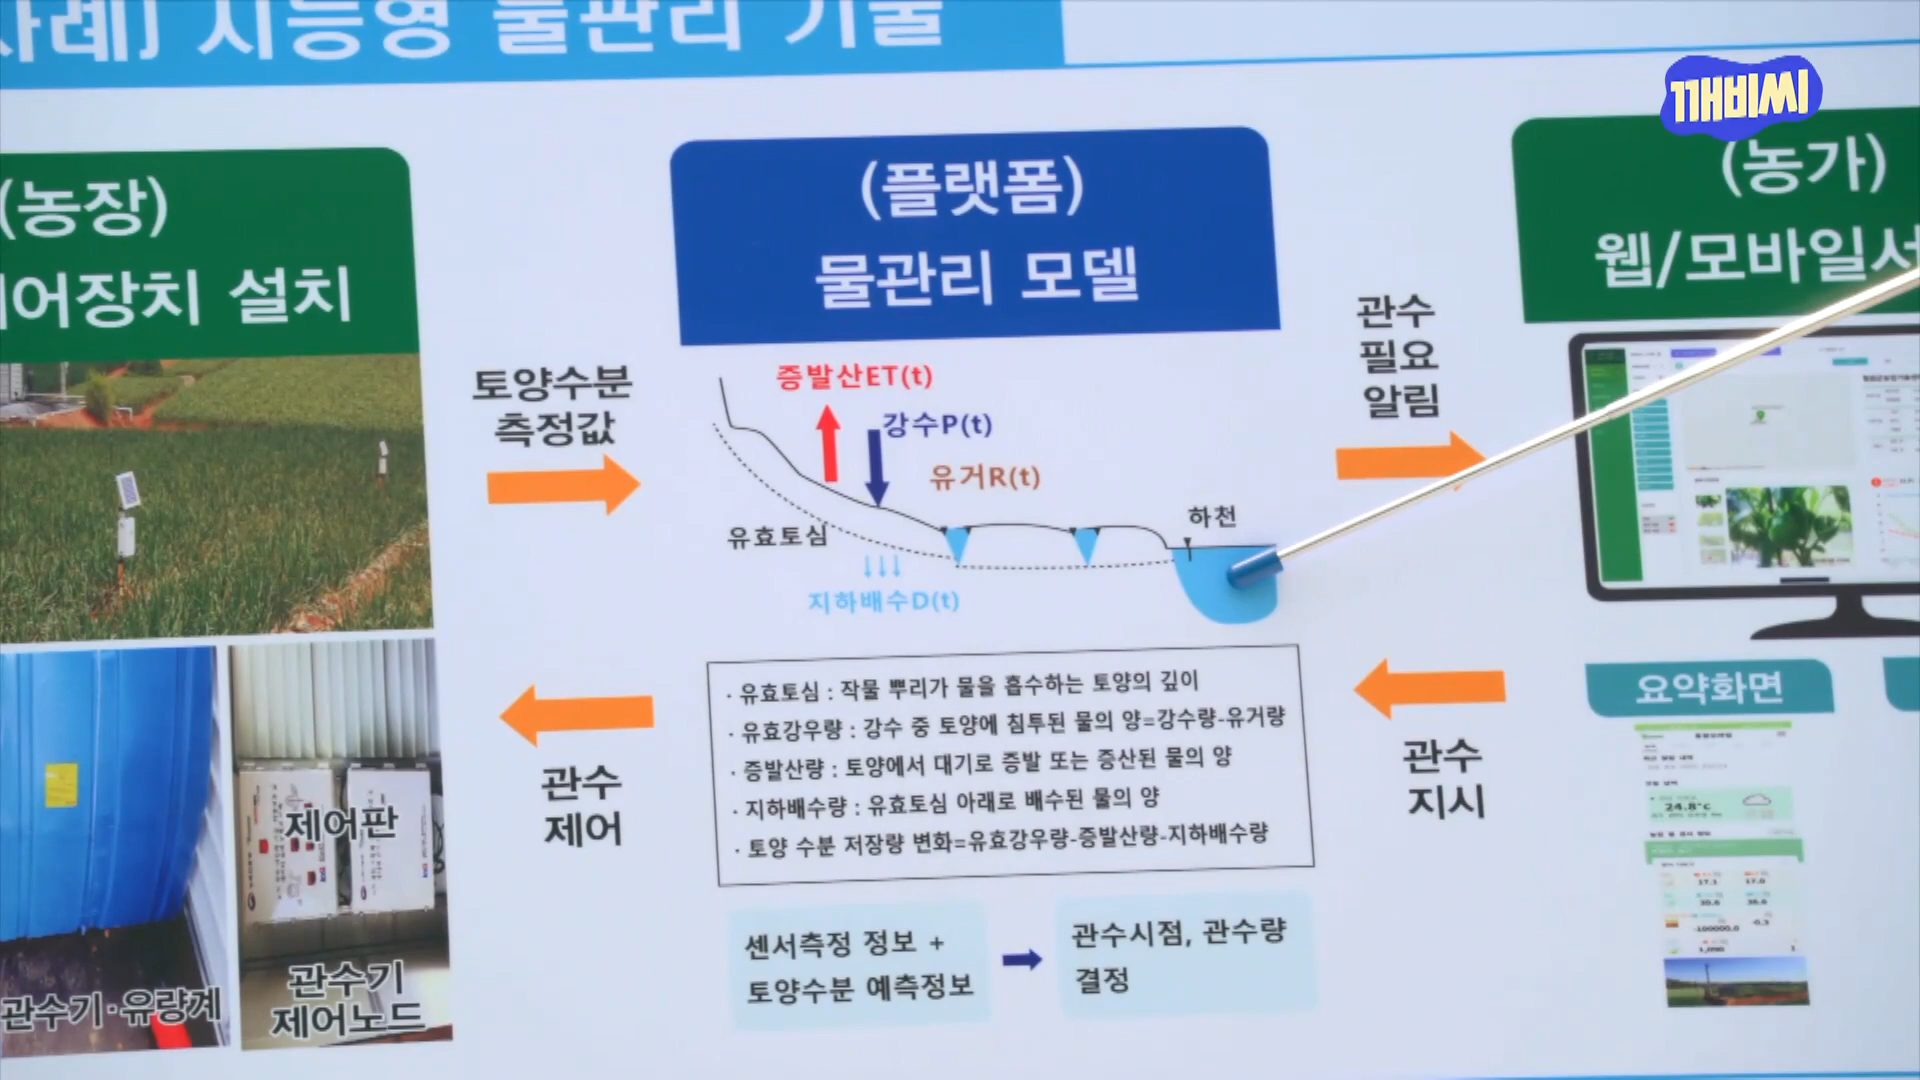 지능형 물관리 기술
깨비씨
(농장)
어장치 설치
토양수분
측정값
(플랫폼)
물관리 모델
증발산ET(t)
강수P(t)
유거R(t)
유효토심
하천
지하배수D(t)
관수
필요
알림
(농가)
웹/모바일서
· 유효토심 : 작물 뿌리가 물을 흡수하는 토양의 깊이
· 유효강우량 : 강수 중 토양에 침투된 물의 양=강수량-유거량
· 증발산량 : 토양에서 대기로 증발 또는 증산된 물의 양
· 지하배수량 : 유효토심 아래로 배수된 물의 양
· 토양 수분 저장량 변화=유효강우량-증발산량-지하배수량
관수
제어
관수
지시
센서측정 정보 +
토양수분 예측정보
관수시점, 관수량
결정
제어판
관수기·유량계
관수기
제어노드
요약화면
24.8°c